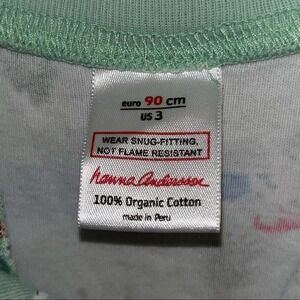 euro 90 cm
US 3
WEAR SNUG-FITTING,
NOT FLAME RESISTANT
hanna Andersson
100% Organic Cotton
made in Peru